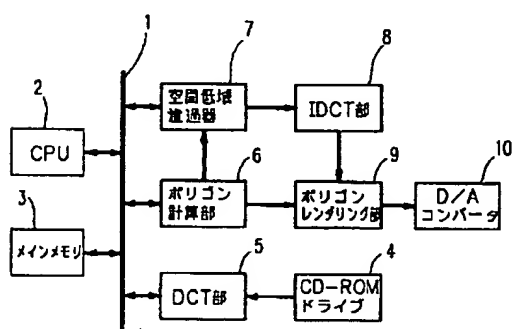 1
7
8
2
空間低域
濾過器
IDCT部
CPU
6
9
10
3
ポリゴン
計算部
ポリゴン
レンダリング部
D/A
コンバータ
メインメモリ
5
4
DCT部
CD-ROM
ドライブ